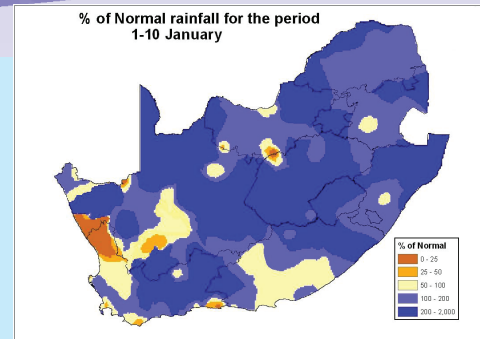 % of Normal rainfall for the period
1-10 January
% of Normal
0 - 25
25 - 50
50 - 100
100 - 200
200 - 2,000